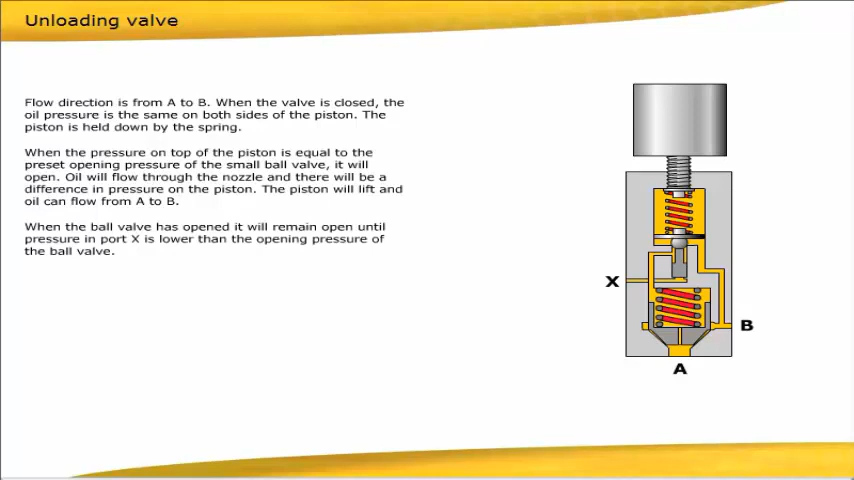 Unloading valve
Flow direction is from A to B. When the valve is closed, the
oil pressure is the same on both sides of the piston. The
piston is held down by the spring.
When the pressure on top of the piston is equal to the
preset opening pressure of the small ball valve, it will
open. Oil will flow through the nozzle and there will be a
difference in pressure on the piston. The piston will lift and
oil can flow from A to B.
When the ball valve has opened it will remain open until
pressure in port X is lower than the opening pressure of
the ball valve.
X
B
A